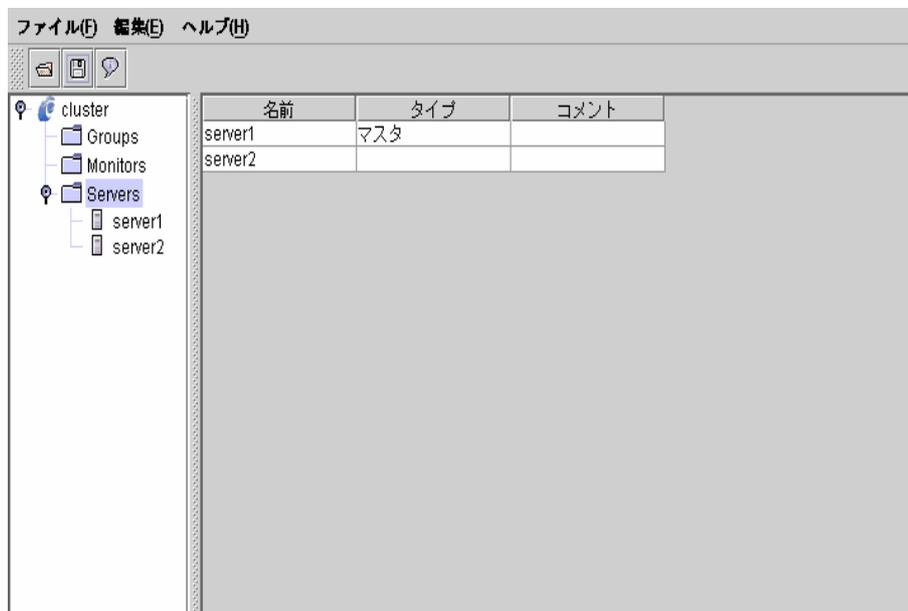 ファイル(F) 編集(E) ヘルプ(H)
cluster
Groups
Monitors
Servers
server1
server2
名前 タイプ コメント
server1 マスタ
server2